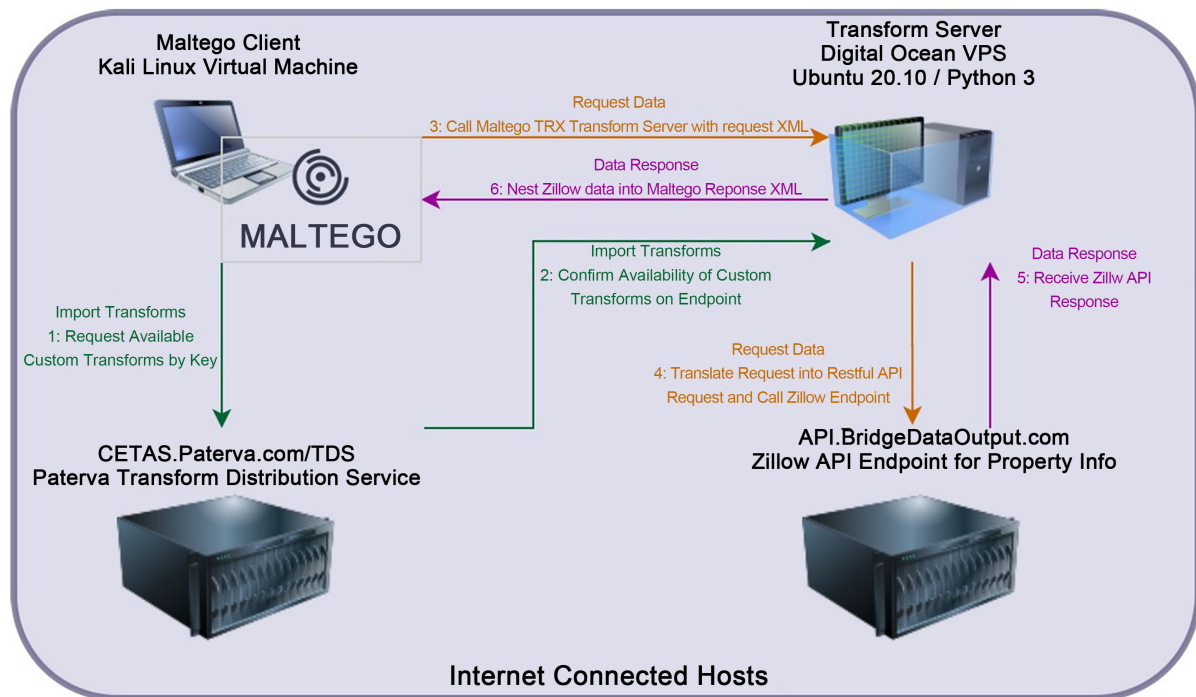 Maltego Client
Kali Linux Virtual Machine
Transform Server
Digital Ocean VPS
Ubuntu 20.10 / Python 3
Request Data
3: Call Maltego TRX Transform Server with request XML
Data Response
6: Nest Zillow data into Maltego Reponse XML
MALTEGO
Import Transforms
2: Confirm Availability of Custom
Transforms on Endpoint
Data Response
5: Receive Zillw API
Response
Import Transforms
1: Request Available
Custom Transforms by Key
Request Data
4: Translate Request into Restful API
Request and Call Zillow Endpoint
CETAS.Paterva.com/TDS
Paterva Transform Distribution Service
API.BridgeDataOutput.com
Zillow API Endpoint for Property Info
Internet Connected Hosts